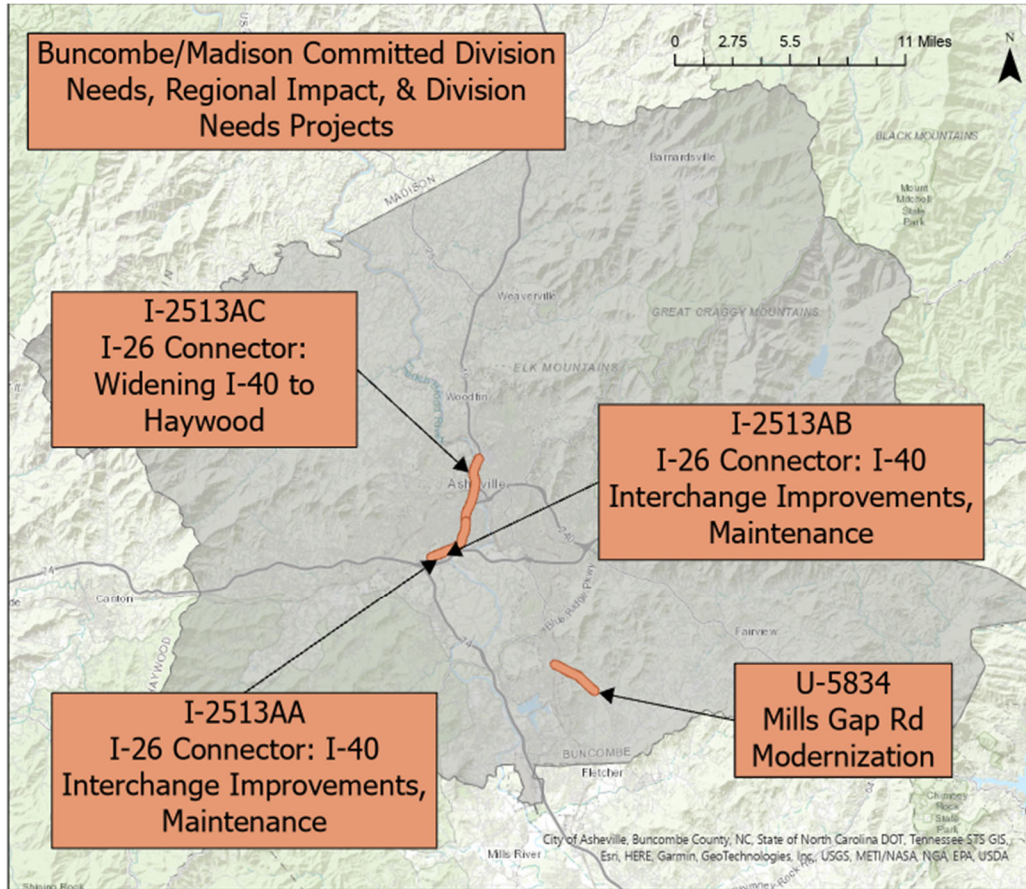 Buncombe/Madison Committed Division
Needs, Regional Impact, & Division
Needs Projects
0 2.75 5.5 11 Miles
N
BLACK MOUNTAINS
Barnardsville
MADISON
Mount
Mitchell
State
Park
I-2513AC
I-26 Connector:
Widening I-40 to
Haywood
Weaverville
GREAT CRAGGY MOUNTAINS
ELK MOUNTAINS
Woodfin
I-2513AB
I-26 Connector: I-40
Interchange Improvements,
Maintenance
Asheville
I-240
74
Canton
Blue Ridge Pkwy
Fairview
HAYWOOD
74
I-2513AA
I-26 Connector: I-40
Interchange Improvements,
Maintenance
U-5834
Mills Gap Rd
Modernization
BUNCOMBE
Fletcher
Chimney
Rock
State
Park
Mills River
City of Asheville, Buncombe County, NC, State of North Carolina DOT, Tennessee STS GIS,
Esri, HERE, Garmin, GeoTechnologies, Inc., USGS, METI/NASA, NGA, EPA, USDA
Shining Rock